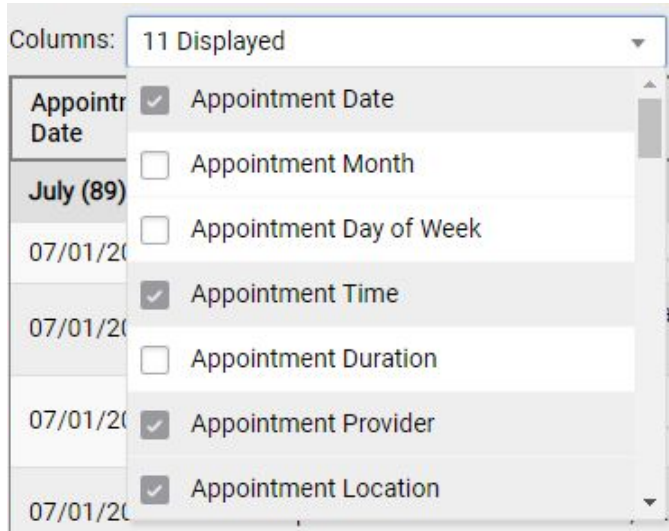 Columns: 11 Displayed
Date
July (89)
Appointment Date
Appointment Month
Appointment Day of Week
Appointment Time
Appointment Duration
Appointment Provider
Appointment Location